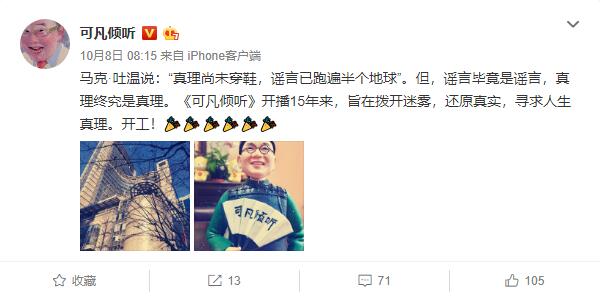 可凡倾听
10月8日 08:15 来自 iPhone客户端
马克·吐温说：“真理尚未穿鞋，谣言已跑遍半个地球”。但，谣言毕竟是谣言，真
理终究是真理。《可凡倾听》开播15年来，旨在拨开迷雾，还原真实，寻求人生
真理。开工！
可凡倾听
收藏
13
71
105